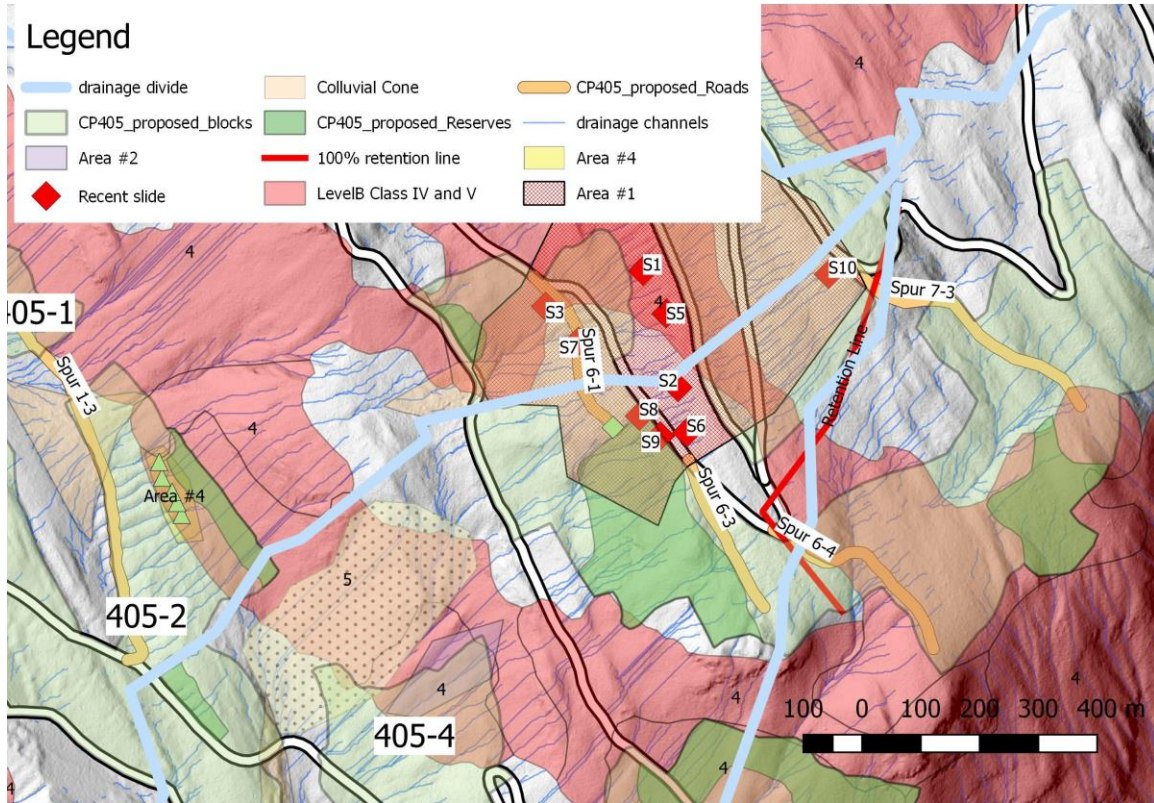 Legend
drainage divide
Colluvial Cone
CP405_proposed_Roads
CP405_proposed_blocks
CP405_proposed_Reserves
drainage channels
Area #2
100% retention line
Area #4
Recent slide
LevelB Class IV and V
Area #1
4
4
S1
S10
405-1
S3
4
S5
Spur 7-3
S7
Spur 6-1
Spur 1-3
Retention Line
S2
S8
4
S9
S6
Area #4
Spur 6-3
Spur 6-4
5
405-2
4
4
4
405-4
100 0 100 200 300 400 m
4
4